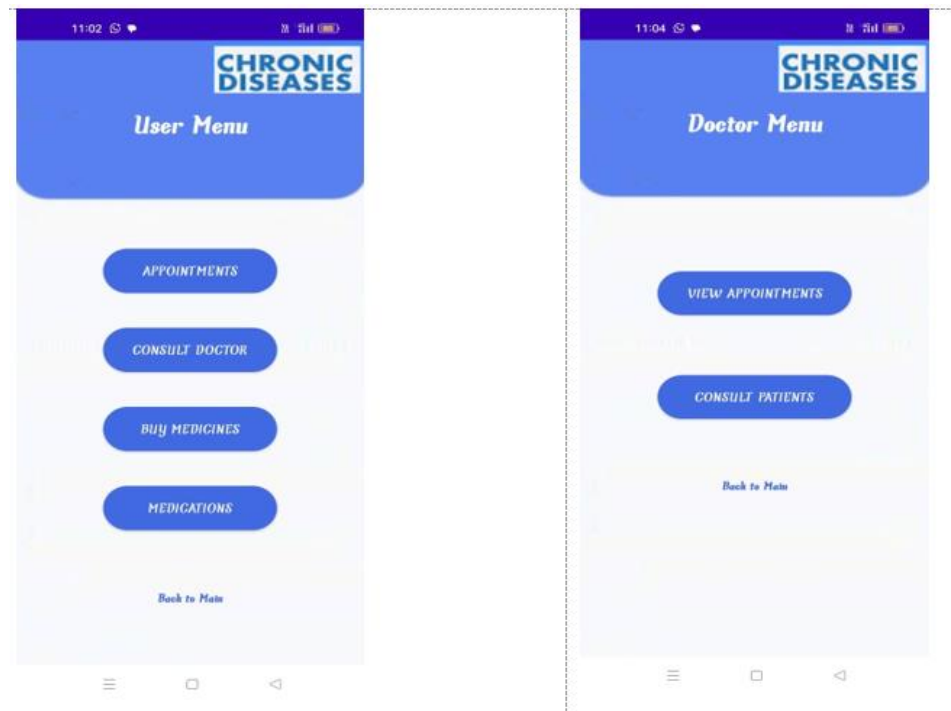 11:02
CHRONIC
DISEASES
User Menu
APPOINTMENTS
CONSULT DOCTOR
BUY MEDICINES
MEDICATIONS
Back to Main
11:04
CHRONIC
DISEASES
Doctor Menu
VIEW APPOINTMENTS
CONSULT PATIENTS
Back to Main